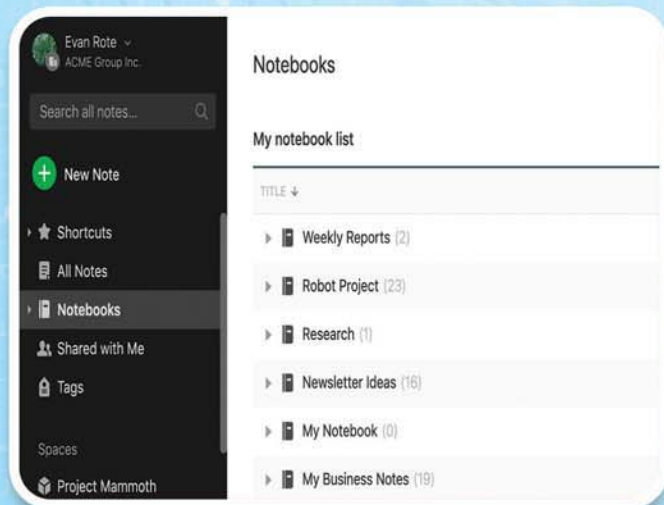 Evan Rote
ACME Group Inc.
Search all notes...
New Note
Shortcuts
All Notes
Notebooks
Shared with Me
Tags
Spaces
Project Mammoth
Notebooks
My notebook list
TITLE ↓
Weekly Reports (2)
Robot Project (23)
Research (1)
Newsletter Ideas (16)
My Notebook (0)
My Business Notes (19)